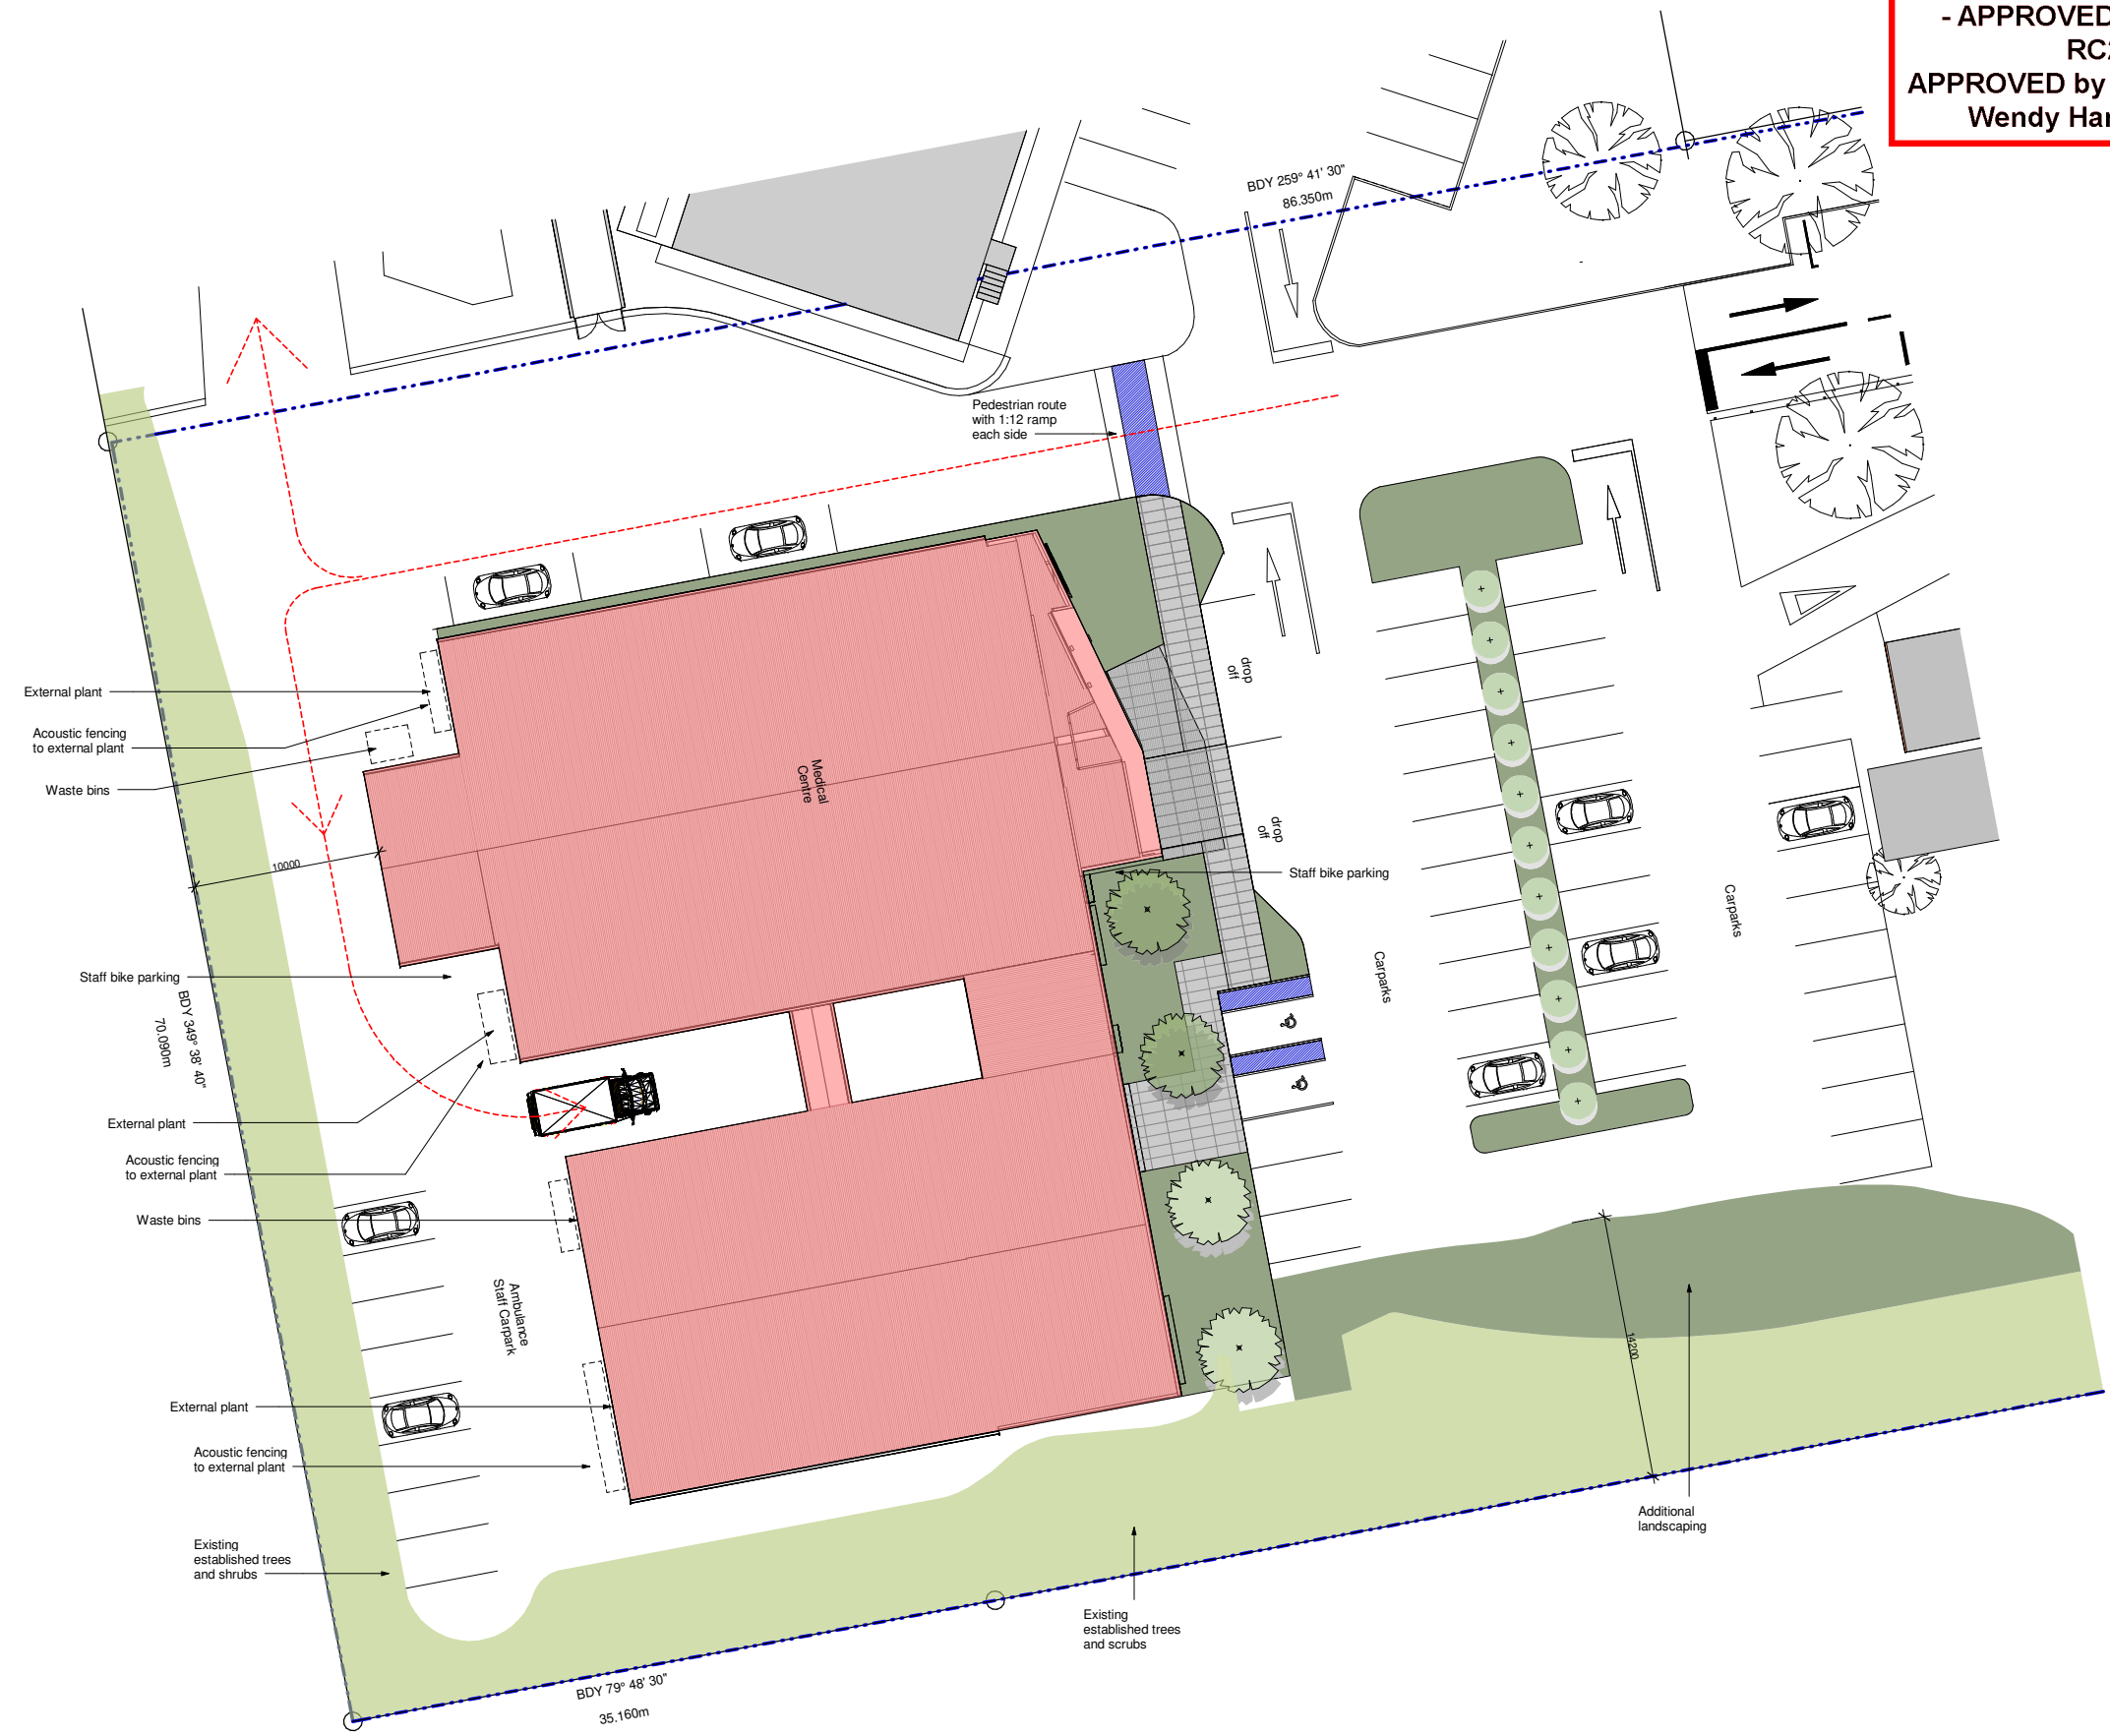 - APPROVED
APPROVED by
Wendy
BDY 259° 41' 30"
86.350m
Pedestrian route
with 1:12 ramp
each side
External plant
Acoustic fencing
to external plant
Waste bins
Medical
Centre
drop
off
drop
off
10000
Staff bike parking
Carparks
Carparks
Staff bike parking
BDY 349° 38' 40"
70.090m
External plant
Acoustic fencing
to external plant
Waste bins
Ambulance
Staff Carpark
14200
External plant
Acoustic fencing
to external plant
Additional
landscaping
Existing
established trees
and shrubs
Existing
established trees
and scrubs
BDY 79° 48' 30"
35.160m